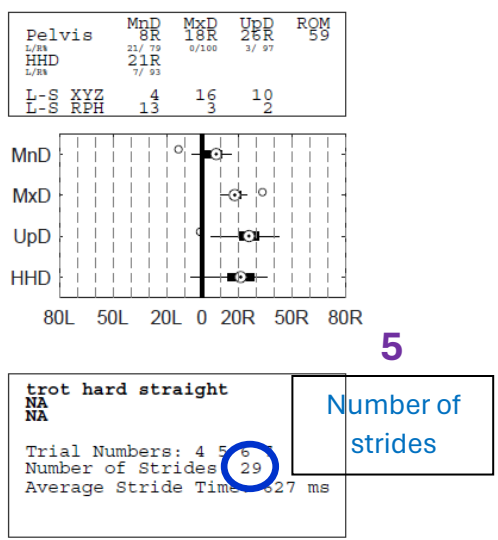 MnD MxD UpD ROM
Pelvis 8R 18R 26R 59
L/R% 21/ 79 0/100 3/ 97
HHD 21R
L/R% 7/ 93
L-S XYZ 4 16 10
L-S RPH 13 3 2
MnD
MxD
UpD
HHD
80L 50L 20L 0 20R 50R 80R
5
Number of
strides
trot hard straight
NA
NA
Trial Numbers: 4 5 6
Number of Strides 29
Average Stride Time: 627 ms